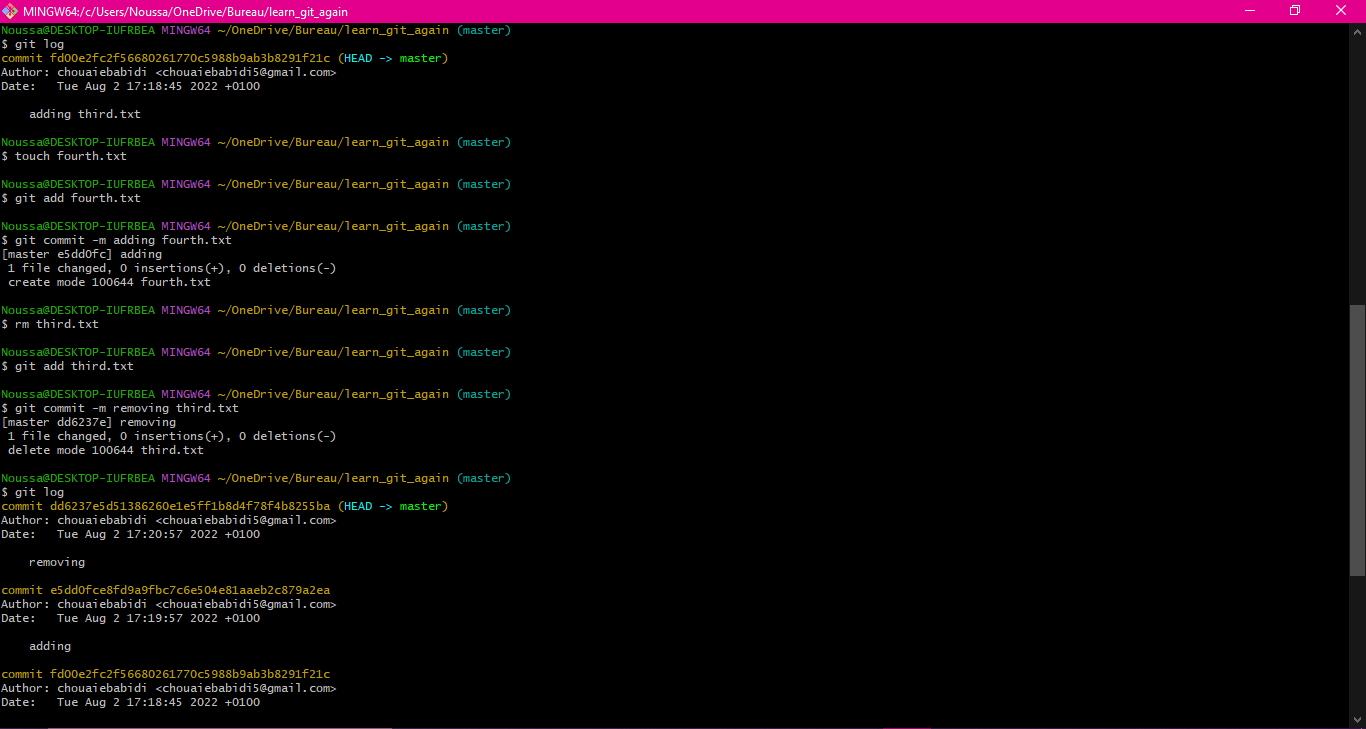 MINGW64:/c/Users/Noussa/OneDrive/Bureau/learn_git_again
Noussa@DESKTOP-IUFRBEA MINGW64 ~/OneDrive/Bureau/learn_git_again (master)
$ git log
commit fd00e2fc2f56680261770c5988b9ab3b8291f21c (HEAD -> master)
Author: chouaiebabidi <chouaiebabidi5@gmail.com>
Date:   Tue Aug 2 17:18:45 2022 +0100
    adding third.txt
Noussa@DESKTOP-IUFRBEA MINGW64 ~/OneDrive/Bureau/learn_git_again (master)
$ touch fourth.txt
Noussa@DESKTOP-IUFRBEA MINGW64 ~/OneDrive/Bureau/learn_git_again (master)
$ git add fourth.txt
Noussa@DESKTOP-IUFRBEA MINGW64 ~/OneDrive/Bureau/learn_git_again (master)
$ git commit -m adding fourth.txt
[master e5dd0fc] adding
 1 file changed, 0 insertions(+), 0 deletions(-)
 create mode 100644 fourth.txt
Noussa@DESKTOP-IUFRBEA MINGW64 ~/OneDrive/Bureau/learn_git_again (master)
$ rm third.txt
Noussa@DESKTOP-IUFRBEA MINGW64 ~/OneDrive/Bureau/learn_git_again (master)
$ git add third.txt
Noussa@DESKTOP-IUFRBEA MINGW64 ~/OneDrive/Bureau/learn_git_again (master)
$ git commit -m removing third.txt
[master dd6237e] removing
 1 file changed, 0 insertions(+), 0 deletions(-)
 delete mode 100644 third.txt
Noussa@DESKTOP-IUFRBEA MINGW64 ~/OneDrive/Bureau/learn_git_again (master)
$ git log
commit dd6237e5d51386260e1e5ff1b8d4f78f4b8255ba (HEAD -> master)
Author: chouaiebabidi <chouaiebabidi5@gmail.com>
Date:   Tue Aug 2 17:20:57 2022 +0100
    removing
commit e5dd0fce8fd9a9fbc7c6e504e81aaeb2c879a2ea
Author: chouaiebabidi <chouaiebabidi5@gmail.com>
Date:   Tue Aug 2 17:19:57 2022 +0100
    adding
commit fd00e2fc2f56680261770c5988b9ab3b8291f21c
Author: chouaiebabidi <chouaiebabidi5@gmail.com>
Date:   Tue Aug 2 17:18:45 2022 +0100